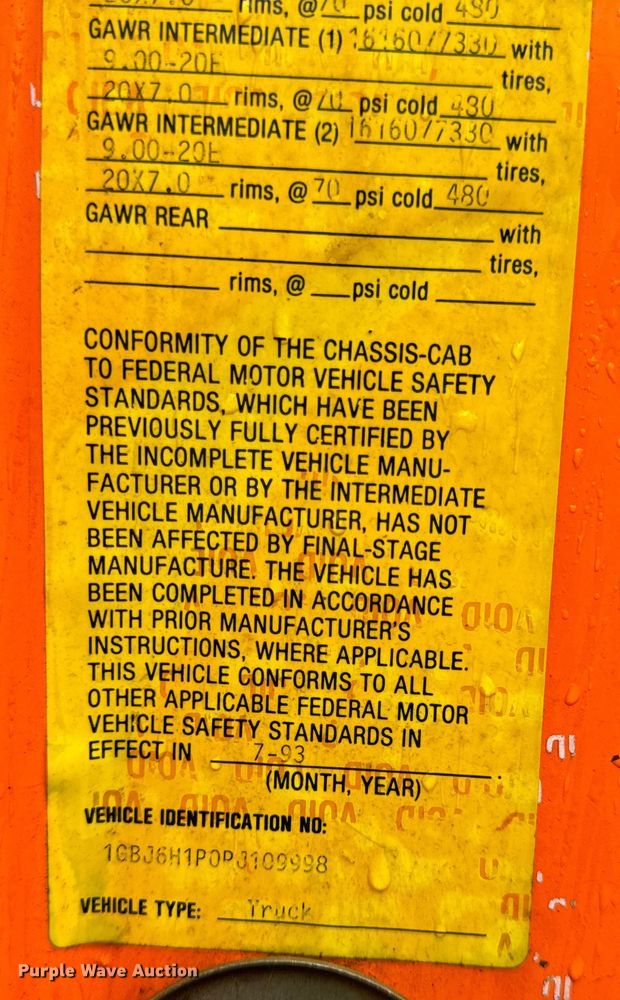 rims, @ 70 psi cold 480
GAWR INTERMEDIATE (1) 16160/7330 with
9.00-20E tires,
20X7.0 rims, @ 70 psi cold 480
GAWR INTERMEDIATE (2) 16160/7330 with
9.00-20E tires,
20X7.0 rims, @ 70 psi cold 480
GAWR REAR with
tires,
rims, @ psi cold
CONFORMITY OF THE CHASSIS-CAB
TO FEDERAL MOTOR VEHICLE SAFETY
STANDARDS, WHICH HAVE BEEN
PREVIOUSLY FULLY CERTIFIED BY
THE INCOMPLETE VEHICLE MANU-
FACTURER OR BY THE INTERMEDIATE
VEHICLE MANUFACTURER, HAS NOT
BEEN AFFECTED BY FINAL-STAGE
MANUFACTURE. THE VEHICLE HAS
BEEN COMPLETED IN ACCORDANCE
WITH PRIOR MANUFACTURER'S
INSTRUCTIONS, WHERE APPLICABLE.
THIS VEHICLE CONFORMS TO ALL
OTHER APPLICABLE FEDERAL MOTOR
VEHICLE SAFETY STANDARDS IN
EFFECT IN 7-93 .
(MONTH, YEAR)
VEHICLE IDENTIFICATION NO:
1GBJ6H1P0PJ109998
VEHICLE TYPE: Truck
Purple Wave Auction